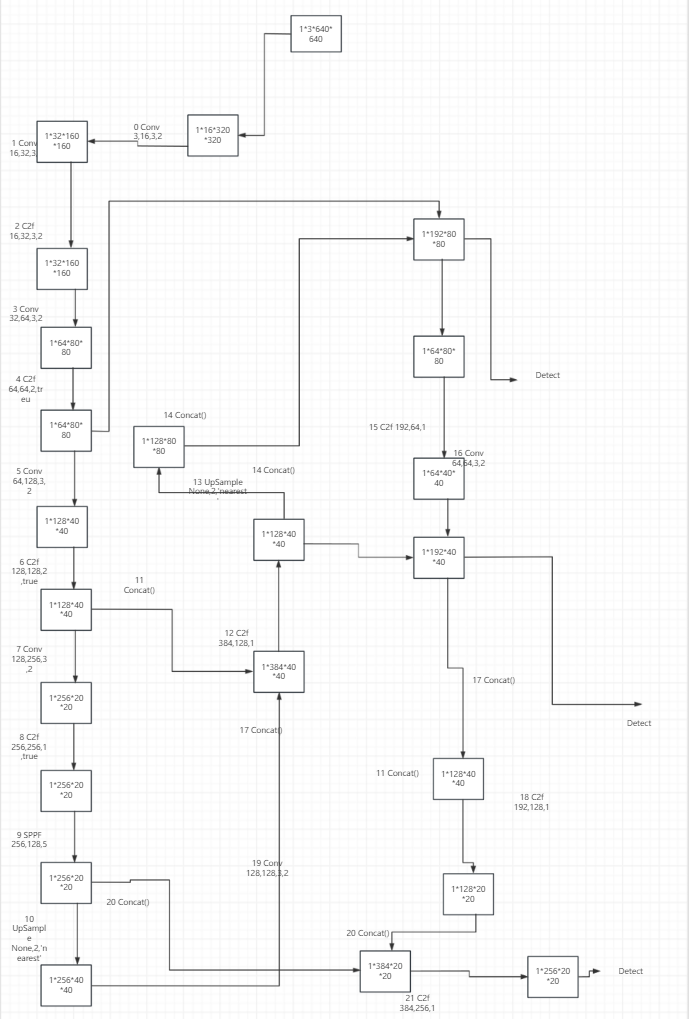 1*3*640*
640
0 Conv
3,16,3,2
1*16*320
*320
1*32*160
*160
1 Conv
16,32,3,
2 C2f
16,32,3,2
1*192*80
*80
1*32*160
*160
3 Conv
32,64,3,2
1*64*80*
80
1*64*80*
80
4 C2f
64,64,2,tr
eu
Detect
1*64*80*
80
14 Concat()
1*128*80
*80
15 C2f 192,64,1
5 Conv
64,128,3,
2
14 Concat()
16 Conv
64,64,3,2
1*64*40*
40
13 UpSample
None,2,'nearest
'
1*128*40
*40
1*128*40
*40
1*192*40
*40
6 C2f
128,128,2
,true
11
Concat()
1*128*40
*40
12 C2f
384,128,1
7 Conv
128,256,3
,2
1*384*40
*40
17 Concat()
1*256*20
*20
17 Concat()
Detect
8 C2f
256,256,1
,true
1*256*20
*20
11 Concat()
1*128*40
*40
18 C2f
192,128,1
9 SPPF
256,128,5
19 Conv
128,128,3,2
1*256*20
*20
1*128*20
*20
20 Concat()
10
UpSampl
e
None,2,'n
earest'
20 Concat()
1*256*40
*40
1*384*20
*20
1*256*20
*20
Detect
21 C2f
384,256,1